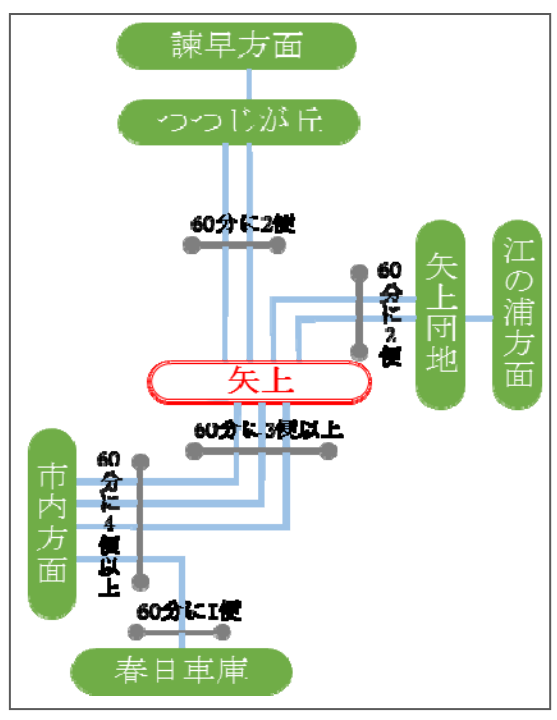 諫早方面
つつじが丘
60分に2便
60分に2便
矢上団地
江の浦方面
矢上
60分に3便以上
市内方面
60分に4便以上
60分に1便
春日車庫